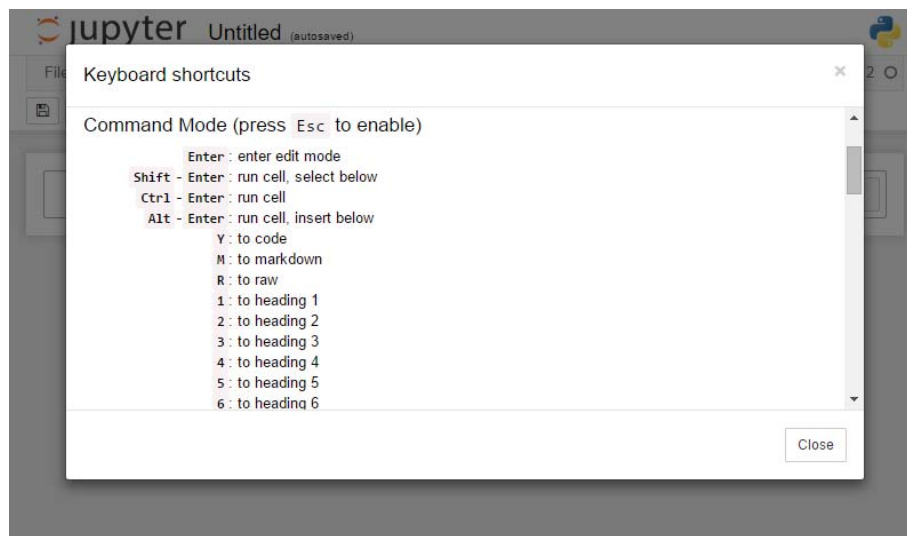 jupyter Untitled (autosaved)
File
2
Keyboard shortcuts ×
Command Mode (press Esc to enable)
Enter : enter edit mode
Shift - Enter : run cell, select below
Ctrl - Enter : run cell
Alt - Enter : run cell, insert below
Y : to code
M : to markdown
R : to raw
1 : to heading 1
2 : to heading 2
3 : to heading 3
4 : to heading 4
5 : to heading 5
6 : to heading 6
Close